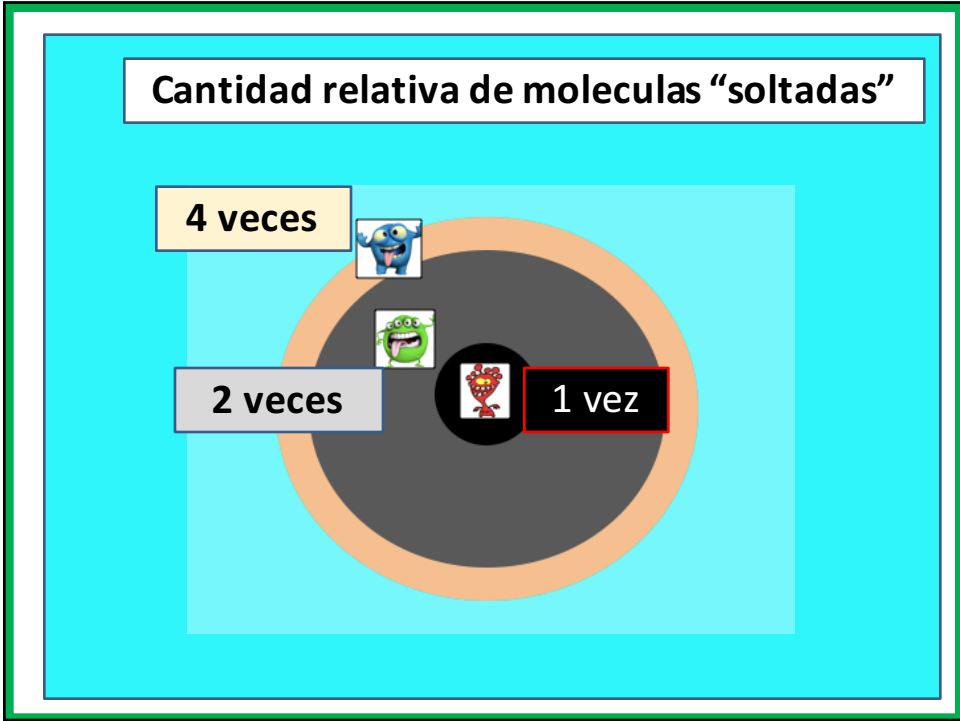 Cantidad relativa de moleculas “soltadas”
4 veces
2 veces
1 vez